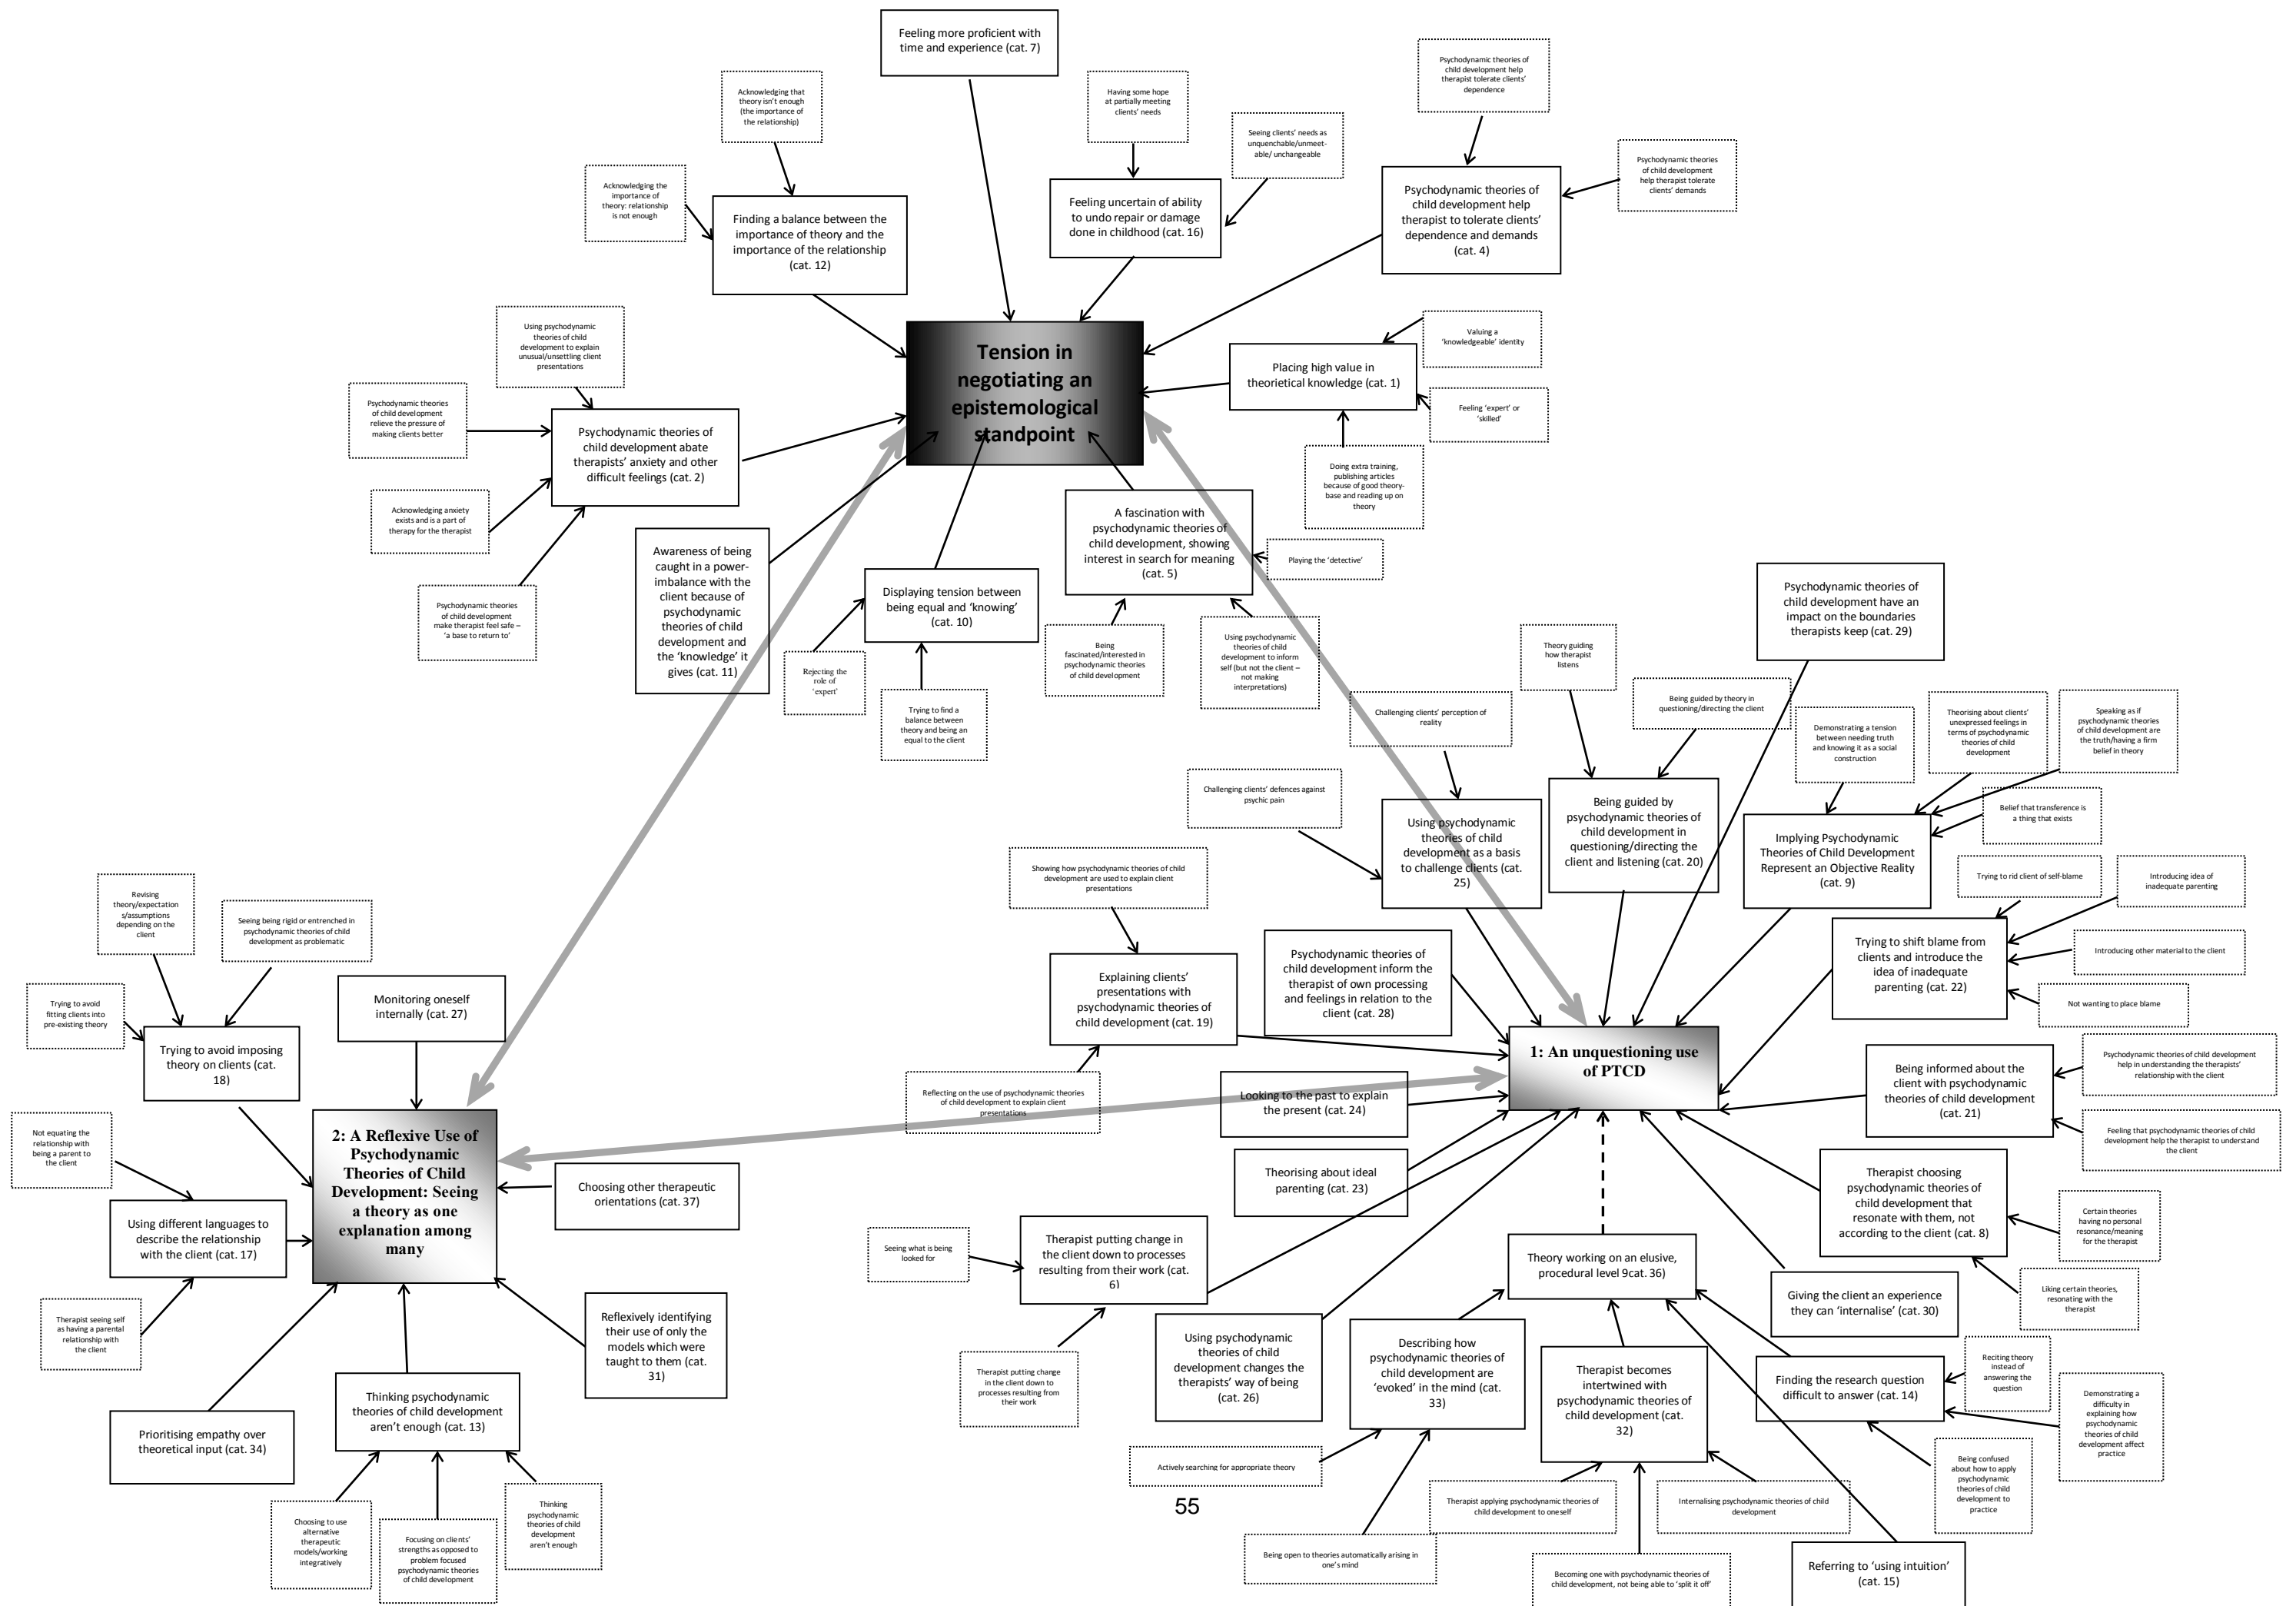 Feeling more proficient with
time and experience (cat. 7)
Psychodynamic theories of
child development help
therapist tolerate clients’
dependence
Acknowledging that
theory isn’t enough
(the importance of
the relationship)
Having some hope
at partially meeting
clients’ needs
Seeing clients’ needs as
unquenchable/unmeet-
able/ unchangeable
Psychodynamic theories
of child development
help therapist tolerate
clients’ demands
Acknowledging the
importance of
theory: relationship
is not enough
Finding a balance between the
importance of theory and the
importance of the relationship
(cat. 12)
Feeling uncertain of ability
to undo repair or damage
done in childhood (cat. 16)
Psychodynamic theories of
child development help
therapist to tolerate clients’
dependence and demands
(cat. 4)
Using psychodynamic
theories of child
development to explain
unusual/unsettling client
presentations
Tension in
negotiating an
epistemological
standpoint
Valuing a
‘knowledgeable’ identity
Placing high value in
theorietical knowledge (cat. 1)
Feeling ‘expert’ or
‘skilled’
Psychodynamic theories
of child development
relieve the pressure of
making clients better
Psychodynamic theories of
child development abate
therapists’ anxiety and other
difficult feelings (cat. 2)
Doing extra training,
publishing articles
because of good theory-
base and reading up on
theory
Acknowledging anxiety
exists and is a part of
therapy for the therapist
A fascination with
psychodynamic theories of
child development, showing
interest in search for meaning
(cat. 5)
Playing the ‘detective’
Awareness of being
caught in a power-
imbalance with the
client because of
psychodynamic
theories of child
development and
the ‘knowledge’ it
gives (cat. 11)
Displaying tension between
being equal and ‘knowing’
(cat. 10)
Psychodynamic theories
of child development
make therapist feel safe –
‘a base to return to’
Rejecting the
role of
‘expert’
Trying to find a
balance between
theory and being an
equal to the client
Being
fascinated/interested in
psychodynamic theories
of child development
Using psychodynamic
theories of child
development to inform
self (but not the client –
not making
interpretations)
Psychodynamic theories of
child development have an
impact on the boundaries
therapists keep (cat. 29)
Theory guiding
how therapist
listens
Being guided by theory in
questioning/directing the client
Challenging clients’ perception of
reality
Demonstrating a tension
between needing truth
and knowing it as a social
construction
Theorising about clients’
unexpressed feelings in
terms of psychodynamic
theories of child
development
Speaking as if
psychodynamic theories
of child development are
the truth/having a firm
belief in theory
Challenging clients’ defences against
psychic pain
Using psychodynamic
theories of child
development as a basis
to challenge clients (cat.
25)
Being guided by
psychodynamic theories of
child development in
questioning/directing the
client and listening (cat. 20)
Implying Psychodynamic
Theories of Child Development
Represent an Objective Reality
(cat. 9)
Belief that transference is
a thing that exists
Trying to rid client of self-blame
Introducing idea of
inadequate parenting
Showing how psychodynamic theories of child
development are used to explain client
presentations
Trying to shift blame from
clients and introduce the
idea of inadequate
parenting (cat. 22)
Introducing other material to the client
Not wanting to place blame
Explaining clients’
presentations with
psychodynamic theories of
child development (cat. 19)
Psychodynamic theories of
child development inform the
therapist of own processing
and feelings in relation to the
client (cat. 28)
Revising
theory/expectation
s/assumptions
depending on the
client
Seeing being rigid or entrenched in
psychodynamic theories of child
development as problematic
Trying to avoid
fitting clients into
pre-existing theory
Monitoring oneself
internally (cat. 27)
Trying to avoid imposing
theory on clients (cat.
18)
1: An unquestioning use
of PTCD
Being informed about the
client with psychodynamic
theories of child development
(cat. 21)
Psychodynamic theories of child development
help in understanding the therapists’
relationship with the client
Feeling that psychodynamic theories of child
development help the therapist to understand
the client
Reflecting on the use of psychodynamic theories
of child development to explain client
presentations
Looking to the past to explain
the present (cat. 24)
Not equating the
relationship with
being a parent to
the client
2: A Reflexive Use of
Psychodynamic
Theories of Child
Development: Seeing
a theory as one
explanation among
many
Choosing other therapeutic
orientations (cat. 37)
Theorising about ideal
parenting (cat. 23)
Therapist choosing
psychodynamic theories of
child development that
resonate with them, not
according to the client (cat. 8)
Certain theories
having no personal
resonance/meaning
for the therapist
Using different languages to
describe the relationship
with the client (cat. 17)
Seeing what is being
looked for
Therapist putting change in
the client down to processes
resulting from their work (cat.
6)
Theory working on an elusive,
procedural level 9cat. 36)
Giving the client an experience
they can ‘internalise’ (cat. 30)
Liking certain theories,
resonating with the
therapist
Therapist seeing self
as having a parental
relationship with
the client
Reflexively identifying
their use of only the
models which were
taught to them (cat.
31)
Therapist putting change
in the client down to
processes resulting from
their work
Using psychodynamic
theories of child
development changes the
therapists’ way of being
(cat. 26)
Describing how
psychodynamic theories of
child development are
‘evoked’ in the mind (cat.
33)
Therapist becomes
intertwined with
psychodynamic theories of
child development (cat.
32)
Finding the research question
difficult to answer (cat. 14)
Reciting theory
instead of
answering the
question
Demonstrating a
difficulty in
explaining how
psychodynamic
theories of child
development affect
practice
Prioritising empathy over
theoretical input (cat. 34)
Thinking psychodynamic
theories of child development
aren’t enough (cat. 13)
Actively searching for appropriate theory
Being confused
about how to apply
psychodynamic
theories of child
development to
practice
Choosing to use
alternative
therapeutic
models/working
integratively
Focusing on clients’
strengths as opposed to
problem focused
psychodynamic theories
of child development
Thinking
psychodynamic
theories of child
development
aren’t enough
55
Therapist applying psychodynamic theories of
child development to oneself
Internalising psychodynamic theories of child
development
Being open to theories automatically arising in
one’s mind
Becoming one with psychodynamic theories of
child development, not being able to ‘split it off’
Referring to ‘using intuition’
(cat. 15)